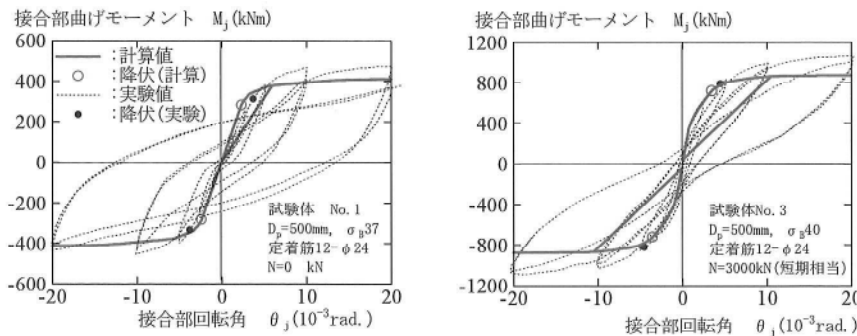 接合部曲げモーメント M_j(kNm)
600
400
200
0
-200
-400
-600
:計算値
:降伏(計算)
:実験値
:降伏(実験)
試験体 No.1
D_p=500mm, σ_B37
定着筋12-φ24
N=0 kN
-20 -10 0 10 20
接合部回転角 θ_j(10^-3rad.)
接合部曲げモーメント M_j(kNm)
1200
800
400
0
-400
-800
-1200
試験体No.3
D_p=500mm, σ_B40
定着筋12-φ24
N=3000kN(短期相当)
-20 -10 0 10 20
接合部回転角 θ_j(10^-3rad.)